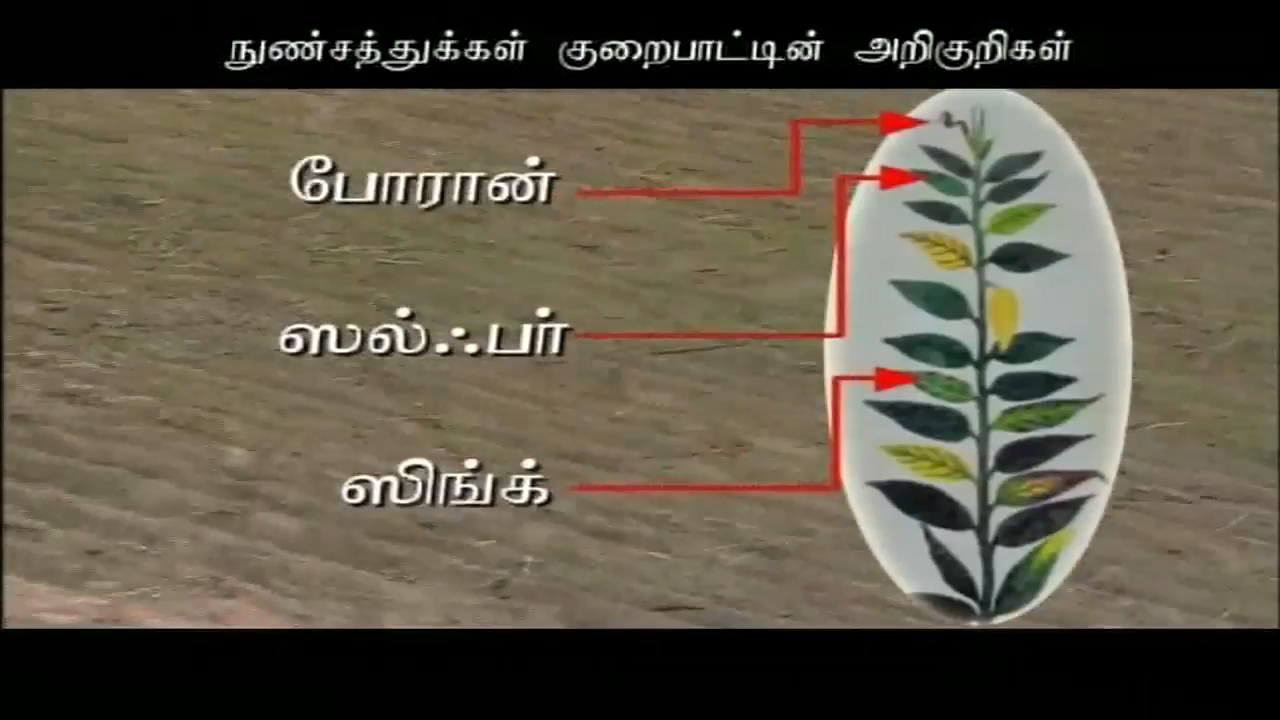 நுண்சத்துக்கள் குறைபாட்டின் அறிகுறிகள்
போரான்
ஸல்ஃபர்
ஸிங்க்